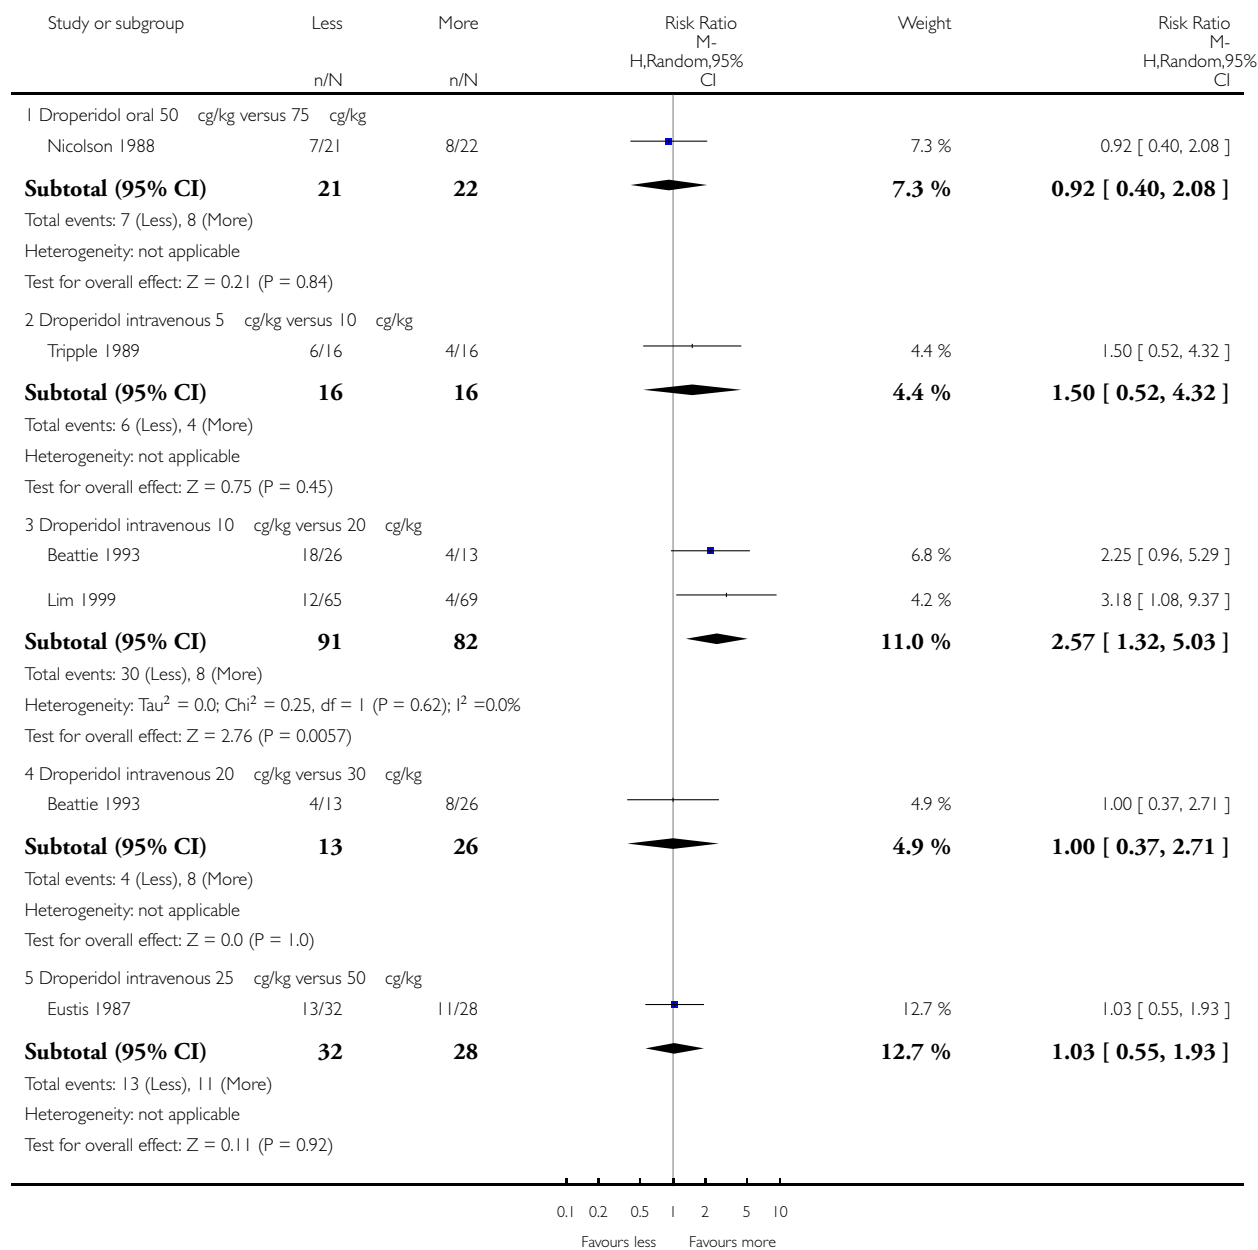 Study or subgroup Less More Risk Ratio Weight Risk Ratio
M- M-
H,Random,95% H,Random,95%
n/N n/N CI CI
1 Droperidol oral 50 cg/kg versus 75 cg/kg
Nicolson 1988 7/21 8/22 7.3 % 0.92 [ 0.40, 2.08 ]
Subtotal (95% CI) 21 22 7.3 % 0.92 [ 0.40, 2.08 ]
Total events: 7 (Less), 8 (More)
Heterogeneity: not applicable
Test for overall effect: Z = 0.21 (P = 0.84)
2 Droperidol intravenous 5 cg/kg versus 10 cg/kg
Tripple 1989 6/16 4/16 4.4 % 1.50 [ 0.52, 4.32 ]
Subtotal (95% CI) 16 16 4.4 % 1.50 [ 0.52, 4.32 ]
Total events: 6 (Less), 4 (More)
Heterogeneity: not applicable
Test for overall effect: Z = 0.75 (P = 0.45)
3 Droperidol intravenous 10 cg/kg versus 20 cg/kg
Beattie 1993 18/26 4/13 6.8 % 2.25 [ 0.96, 5.29 ]
Lim 1999 12/65 4/69 4.2 % 3.18 [ 1.08, 9.37 ]
Subtotal (95% CI) 91 82 11.0 % 2.57 [ 1.32, 5.03 ]
Total events: 30 (Less), 8 (More)
Heterogeneity: Tau² = 0.0; Chi² = 0.25, df = 1 (P = 0.62); I² =0.0%
Test for overall effect: Z = 2.76 (P = 0.0057)
4 Droperidol intravenous 20 cg/kg versus 30 cg/kg
Beattie 1993 4/13 8/26 4.9 % 1.00 [ 0.37, 2.71 ]
Subtotal (95% CI) 13 26 4.9 % 1.00 [ 0.37, 2.71 ]
Total events: 4 (Less), 8 (More)
Heterogeneity: not applicable
Test for overall effect: Z = 0.0 (P = 1.0)
5 Droperidol intravenous 25 cg/kg versus 50 cg/kg
Eustis 1987 13/32 11/28 12.7 % 1.03 [ 0.55, 1.93 ]
Subtotal (95% CI) 32 28 12.7 % 1.03 [ 0.55, 1.93 ]
Total events: 13 (Less), 11 (More)
Heterogeneity: not applicable
Test for overall effect: Z = 0.11 (P = 0.92)
0.1 0.2 0.5 1 2 5 10
Favours less Favours more